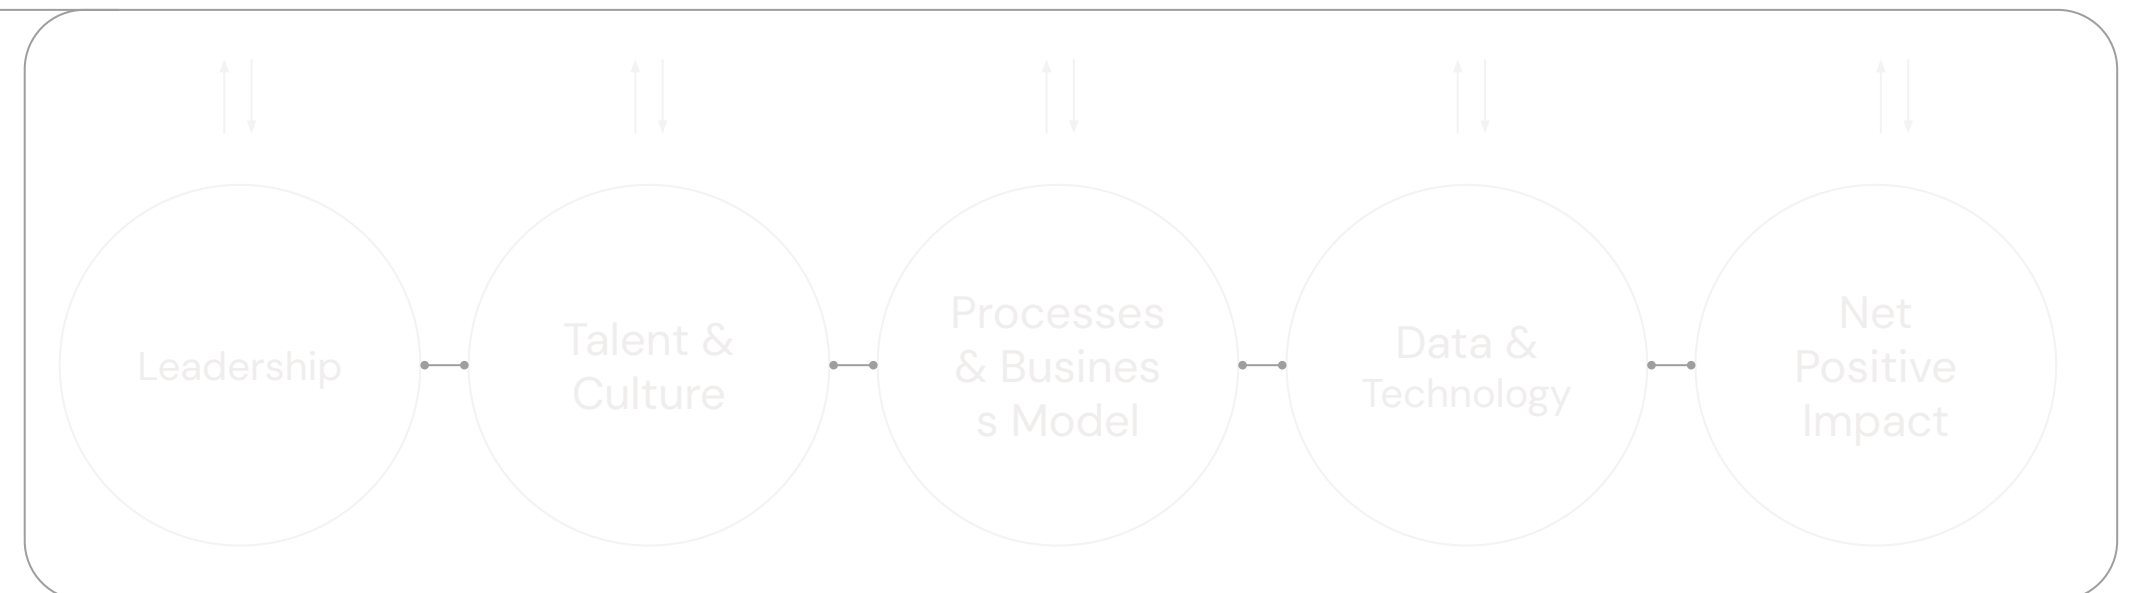 Leadership
Talent &
Culture
Processes
& Busines
s Model
Data &
Technology
Net
Positive
Impact